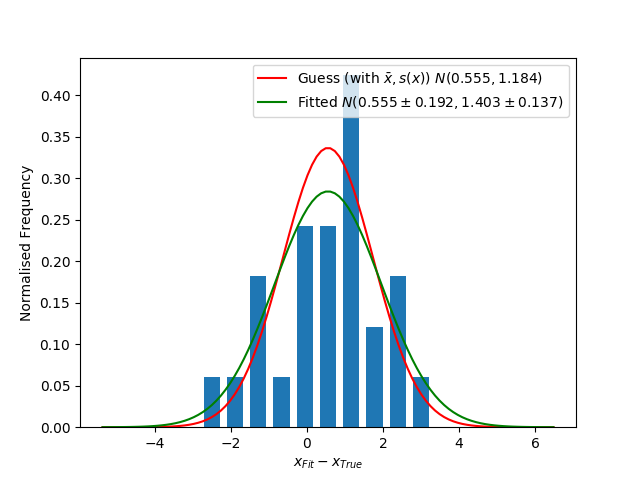 Guess (with x̄, s(x)) N(0.555, 1.184)
Fitted N(0.555 ± 0.192, 1.403 ± 0.137)
0.40
0.35
0.30
0.25
0.20
0.15
0.10
0.05
0.00
Normalised Frequency
−4 −2 0 2 4 6
x_Fit − x_True